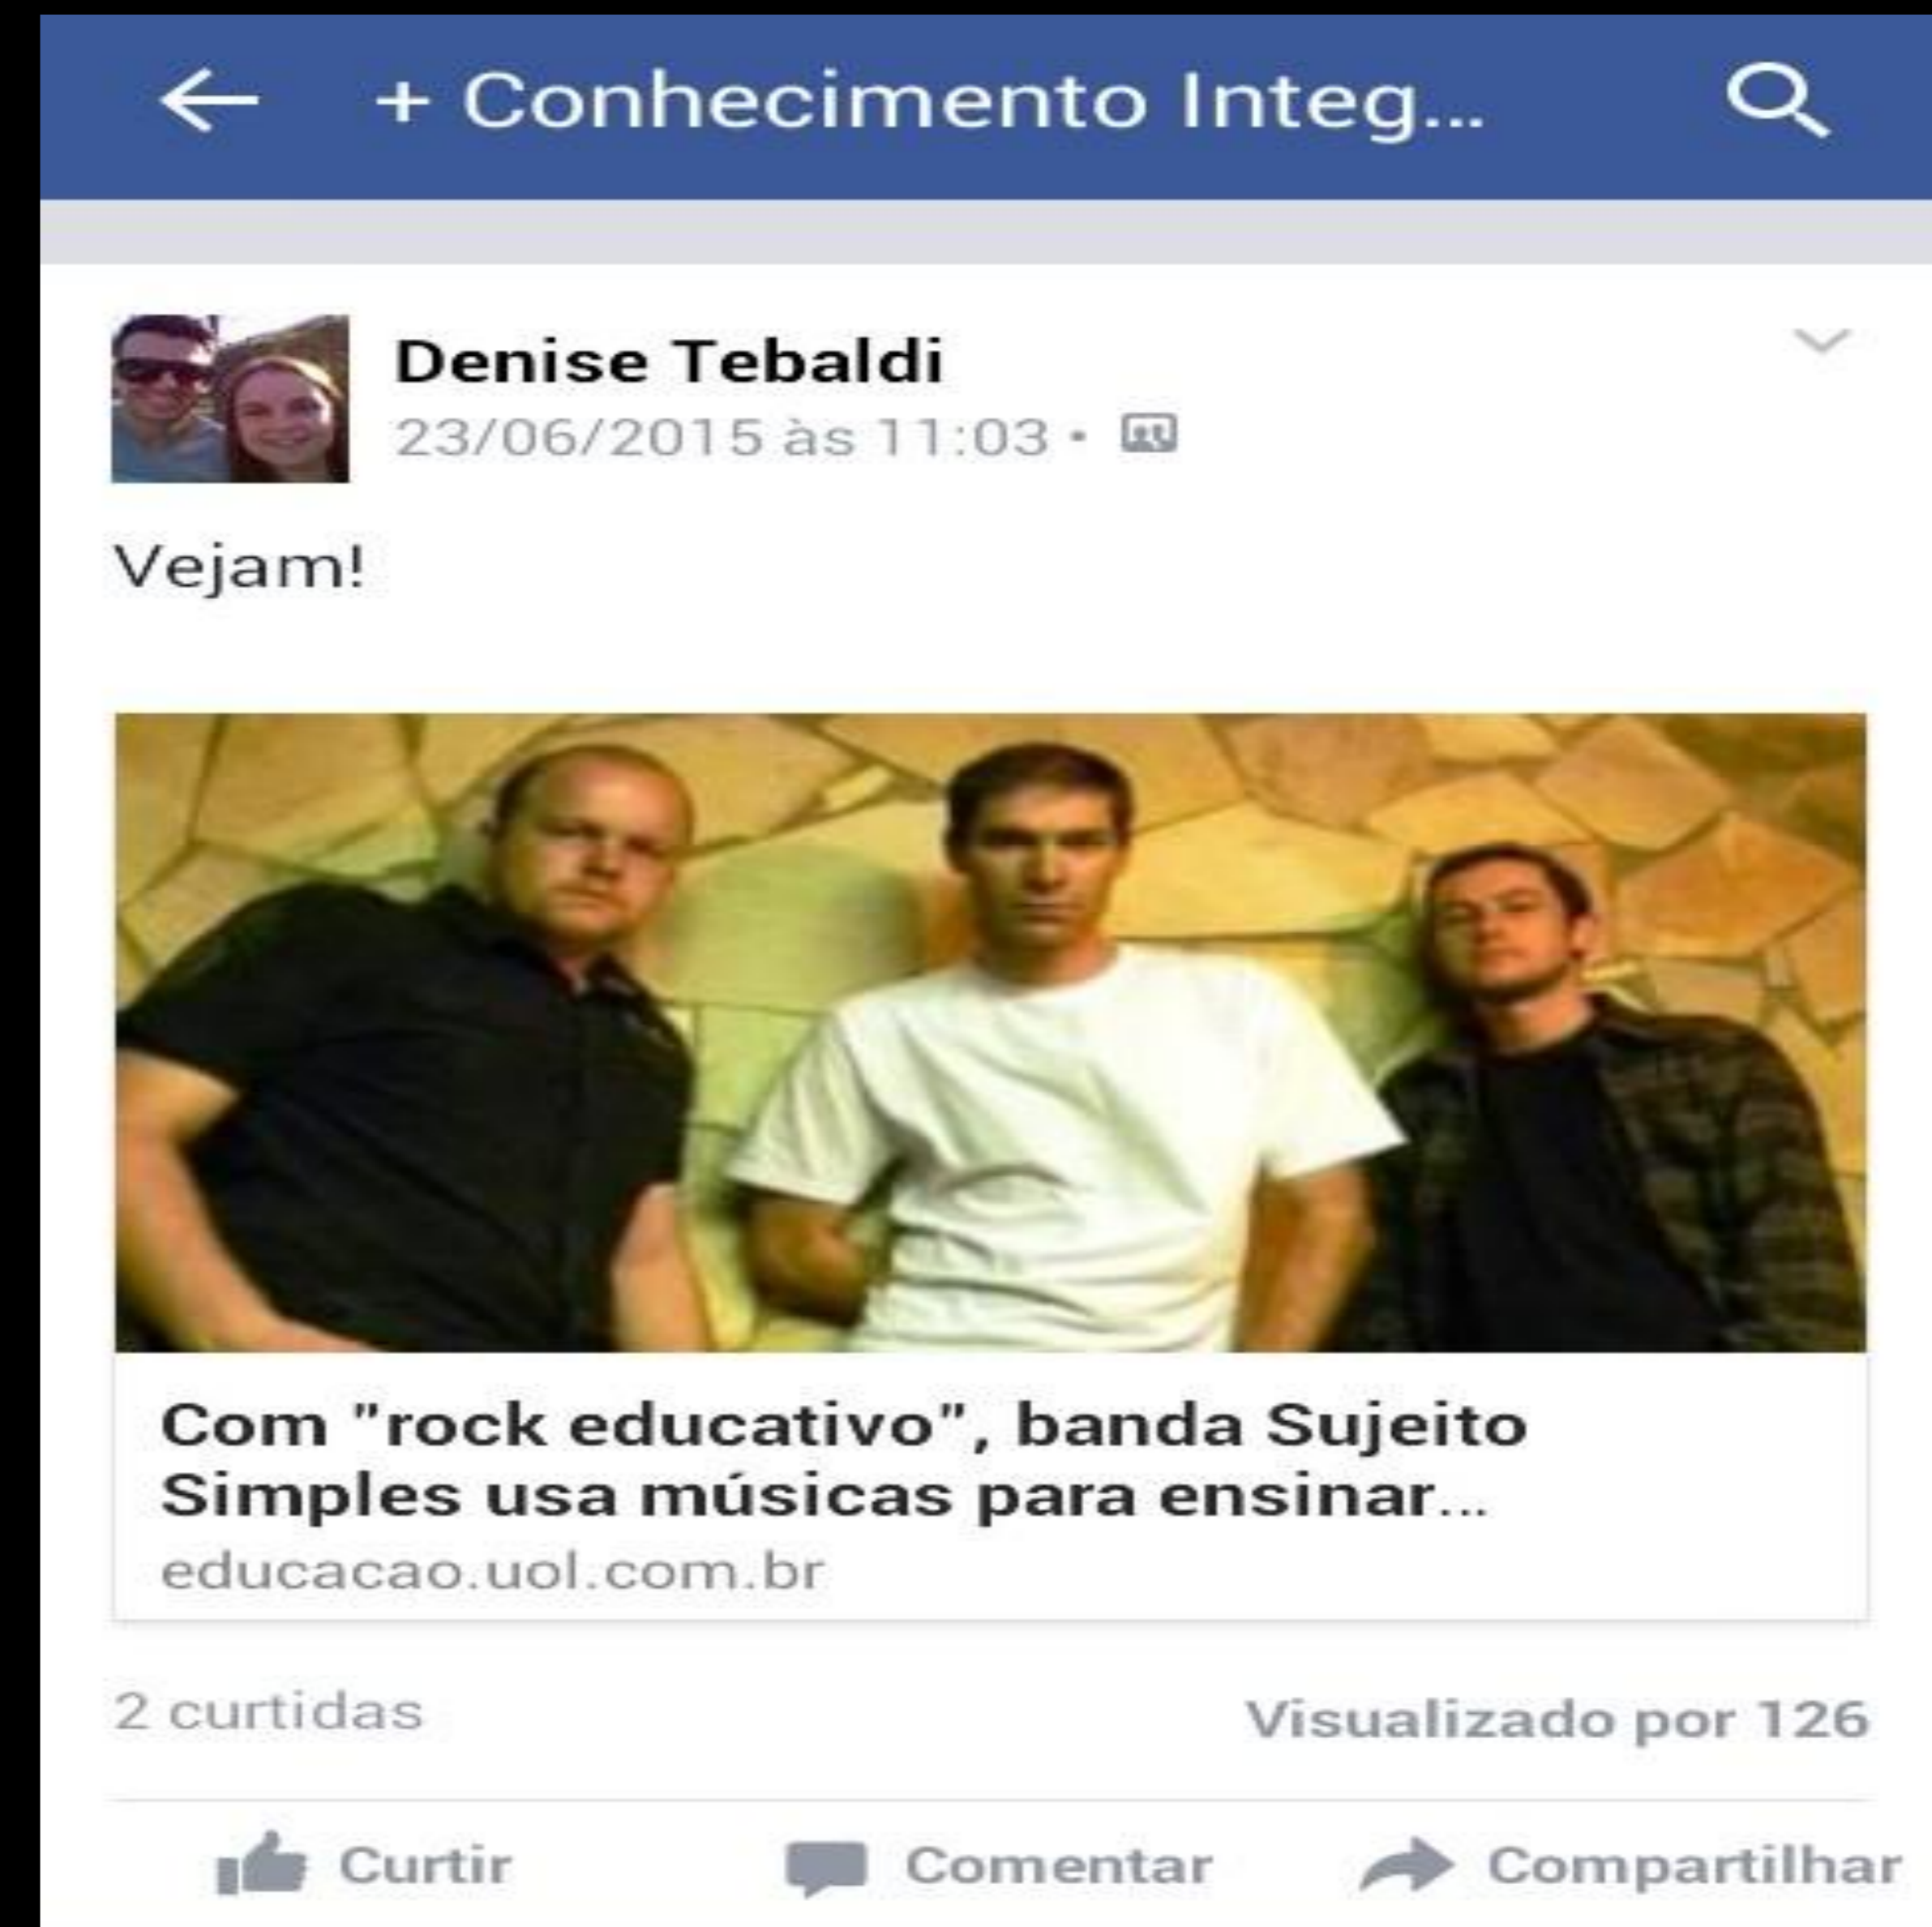 + Conhecimento Integ...
Denise Tebaldi
23/06/2015 às 11:03 •
Vejam!
Com "rock educativo", banda Sujeito
Simples usa músicas para ensinar...
educacao.uol.com.br
2 curtidas
Visualizado por 126
Curtir
Comentar
Compartilhar